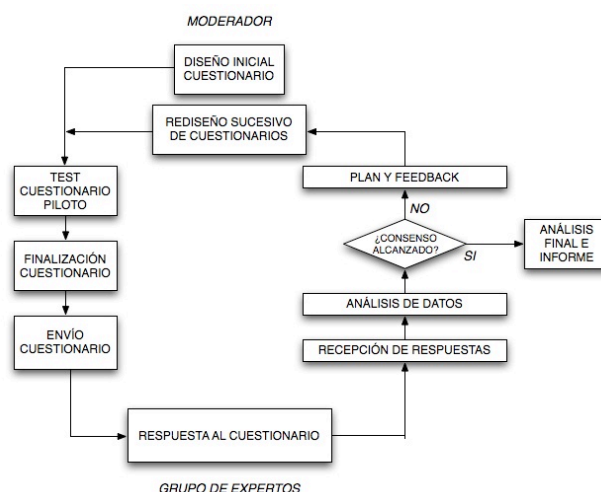 MODERADOR
DISEÑO INICIAL
CUESTIONARIO
REDISEÑO SUCESIVO
DE CUESTIONARIOS
TEST
CUESTIONARIO
PILOTO
PLAN Y FEEDBACK
NO
¿CONSENSO
ALCANZADO?
SI
ANÁLISIS
FINAL E
INFORME
FINALIZACIÓN
CUESTIONARIO
ANÁLISIS DE DATOS
ENVÍO
CUESTIONARIO
RECEPCIÓN DE RESPUESTAS
RESPUESTA AL CUESTIONARIO
GRUPO DE EXPERTOS